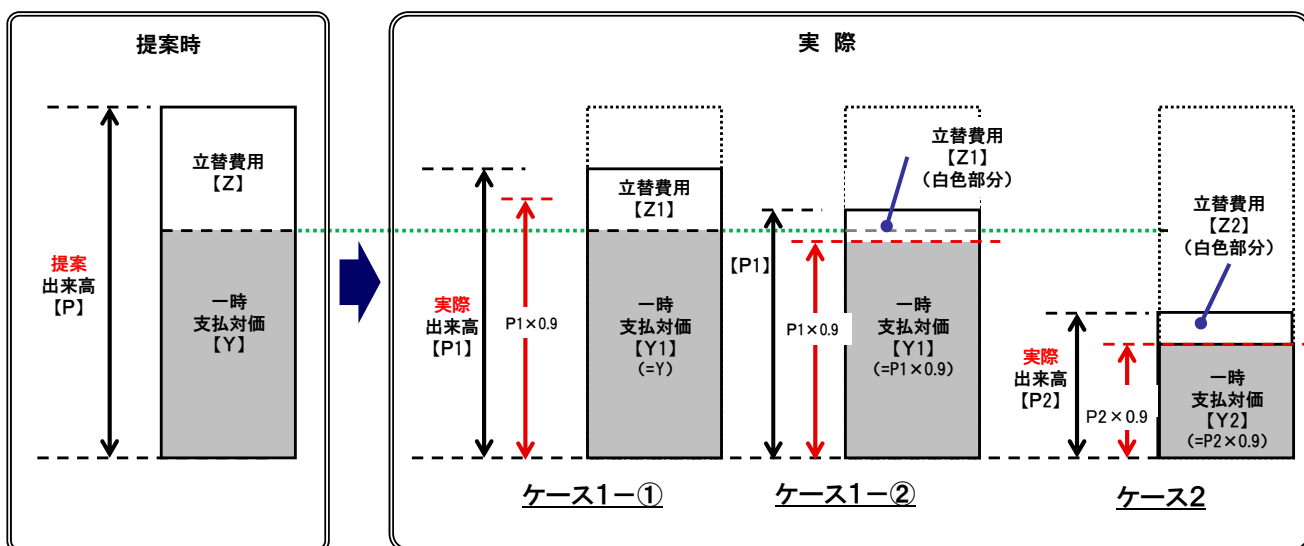 提案時
立替費用
【Z】
提案
出来高
【P】
一時
支払対価
【Y】
実 際
立替費用
【Z1】
実際
出来高
【P1】
P1×0.9
一時
支払対価
【Y1】
(=Y)
ケース1-①
立替費用
【Z1】
(白色部分)
【P1】
P1×0.9
一時
支払対価
【Y1】
(=P1×0.9)
ケース1-②
立替費用
【Z2】
(白色部分)
実際
出来高
【P2】
P2×0.9
一時
支払対価
【Y2】
(=P2×0.9)
ケース2